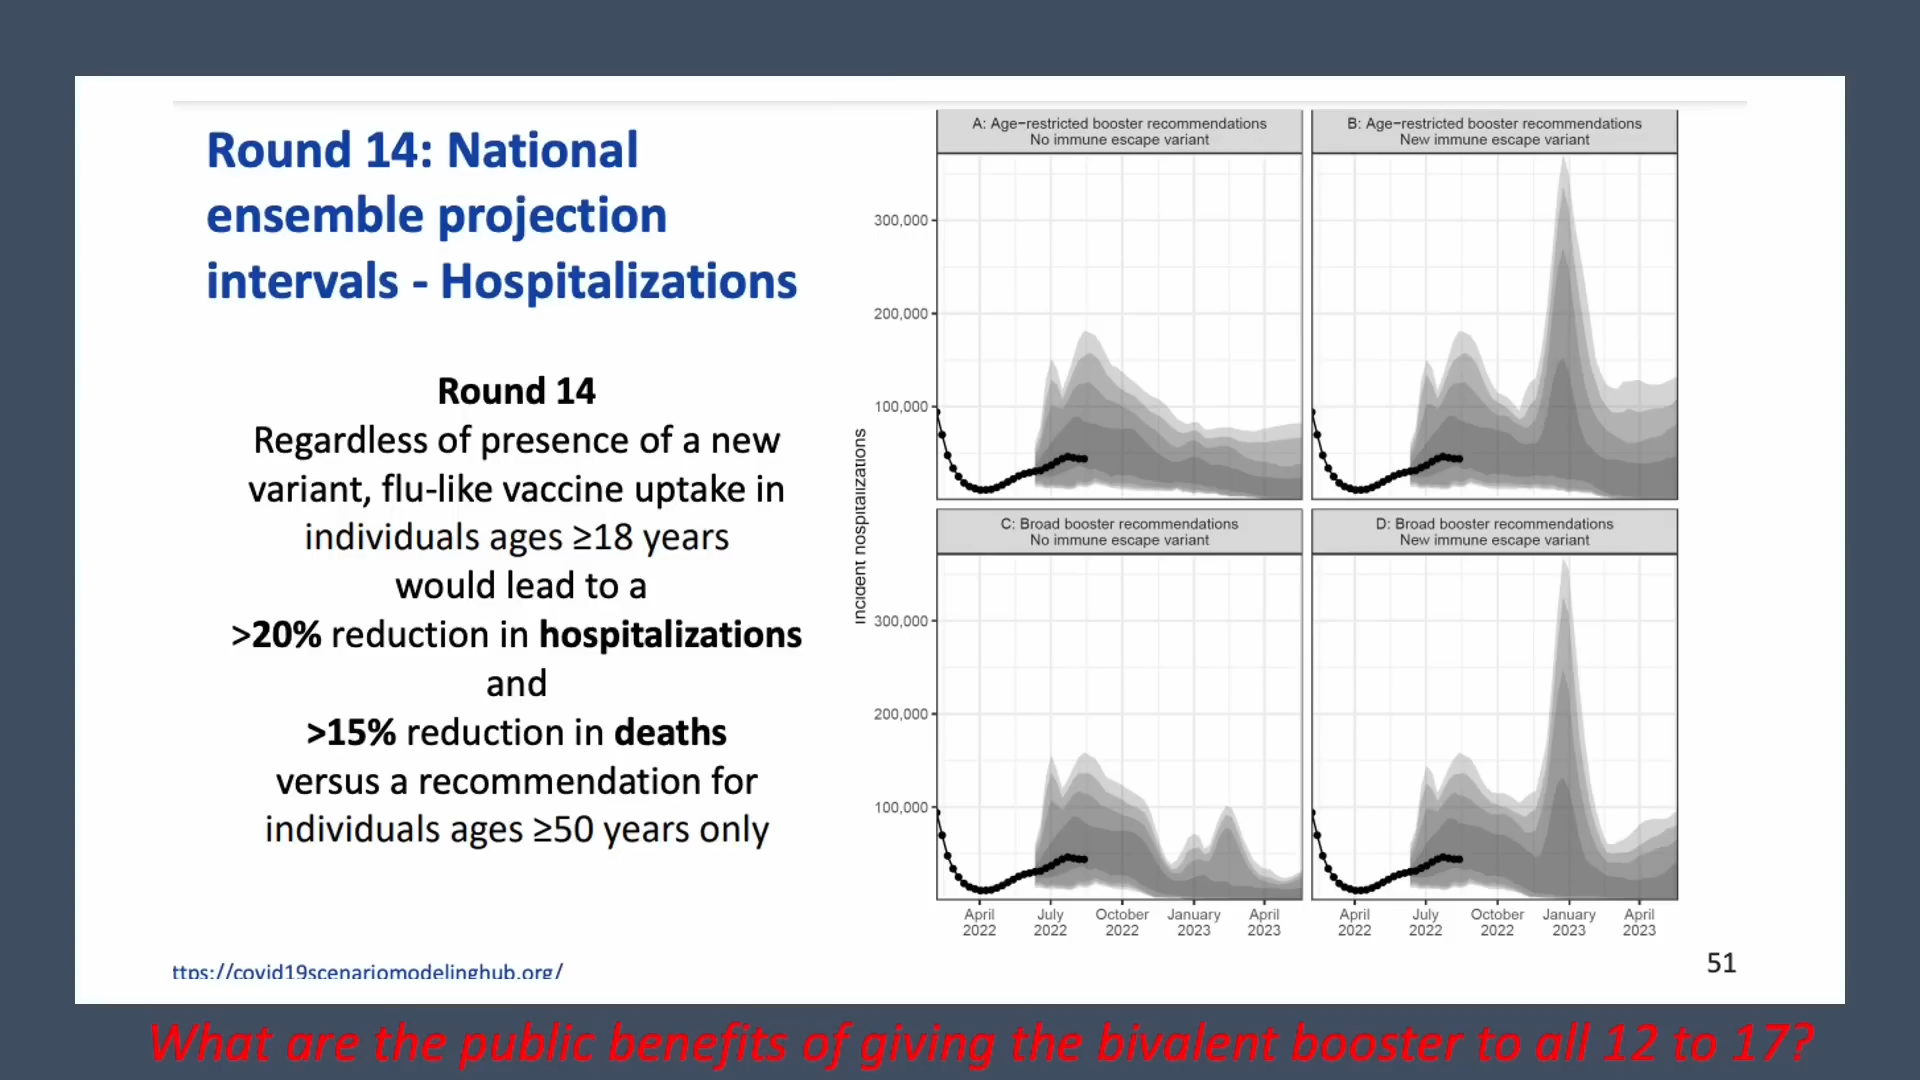 Round 14: National
ensemble projection
intervals - Hospitalizations
Round 14
Regardless of presence of a new
variant, flu-like vaccine uptake in
individuals ages ≥18 years
would lead to a
>20% reduction in hospitalizations
and
>15% reduction in deaths
versus a recommendation for
individuals ages ≥50 years only
ttps://covid19scenariomodelinghub.org/
Incident hospitalizations
A: Age−restricted booster recommendations
No immune escape variant
B: Age−restricted booster recommendations
New immune escape variant
300,000
200,000
100,000
C: Broad booster recommendations
No immune escape variant
D: Broad booster recommendations
New immune escape variant
300,000
200,000
100,000
April July October January April
2022 2022 2022 2023 2023
April July October January April
2022 2022 2022 2023 2023
51
What are the public benefits of giving the bivalent booster to all 12 to 17?